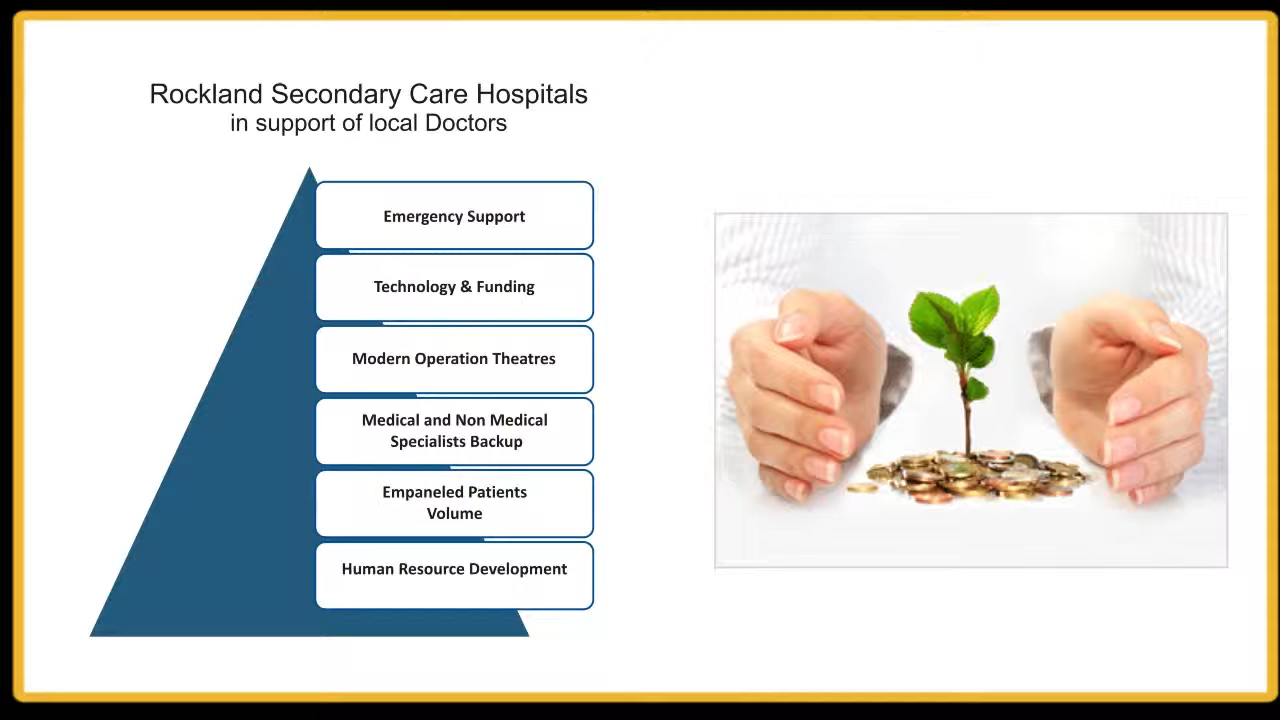 Rockland Secondary Care Hospitals
in support of local Doctors
Emergency Support
Technology & Funding
Modern Operation Theatres
Medical and Non Medical
Specialists Backup
Empaneled Patients
Volume
Human Resource Development